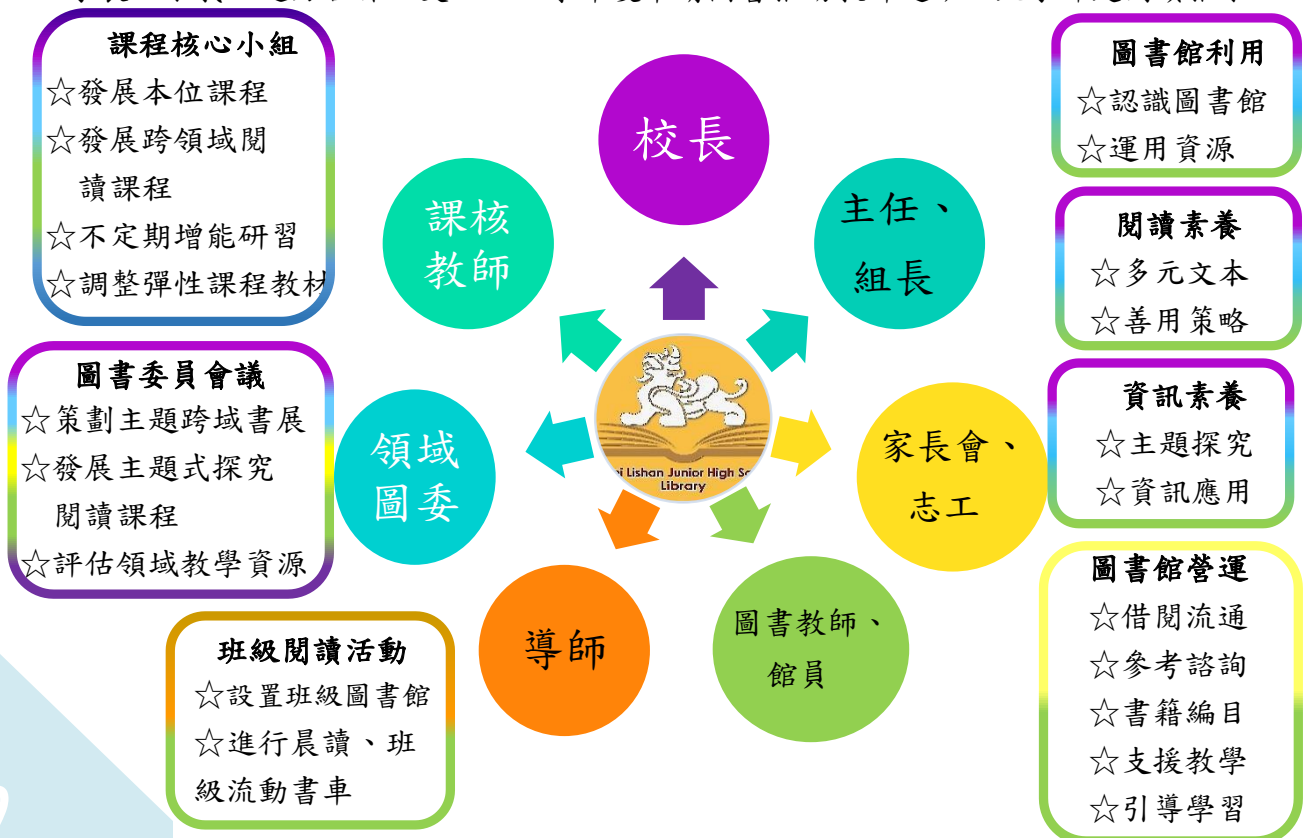 課程核心小組
☆發展本位課程
☆發展跨領域閱
讀課程
☆不定期增能研習
☆調整彈性課程教材
圖書委員會議
☆策劃主題跨域書展
☆發展主題式探究
閱讀課程
☆評估領域教學資源
班級閱讀活動
☆設置班級圖書館
☆進行晨讀、班
級流動書車
校長
課核
教師
主任、
組長
領域
圖委
家長會、
志工
導師
圖書教師、
館員
Lishan Junior High
Library
圖書館利用
☆認識圖書館
☆運用資源
閱讀素養
☆多元文本
☆善用策略
資訊素養
☆主題探究
☆資訊應用
圖書館營運
☆借閱流通
☆參考諮詢
☆書籍編目
☆支援教學
☆引導學習